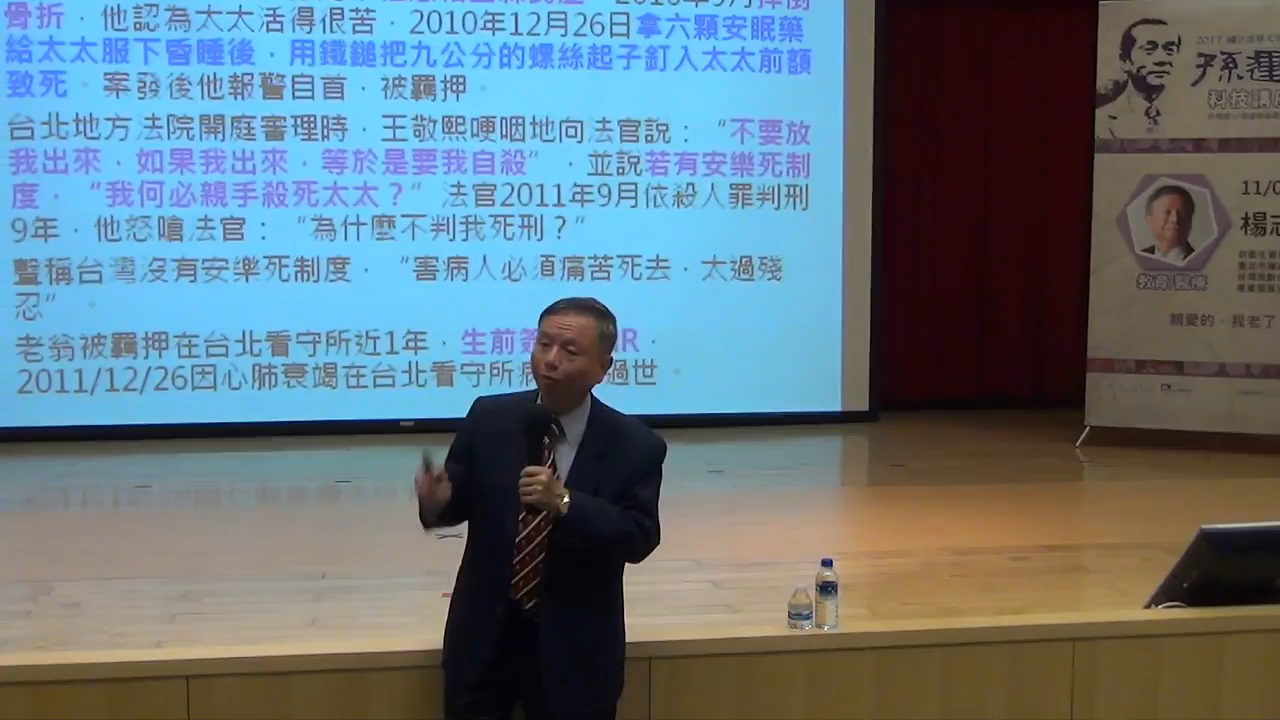 骨折，他認為太太活得很苦，2010年12月26日拿六顆安眠藥
給太太服下昏睡後，用鐵鎚把九公分的螺絲起子釘入太太前額
致死。案發後他報警自首，被羈押。
台北地方法院開庭審理時，王敬熙哽咽地向法官說：“不要放
我出來，如果我出來，等於是要我自殺”，並說若有安樂死制
度，“我何必親手殺死太太？” 法官2011年9月依殺人罪判刑
9年，他怒嗆法官：“為什麼不判我死刑？”
聲稱台灣沒有安樂死制度，“害病人必須痛苦死去，太過殘
忍”。
老翁被羈押在台北看守所近1年，生前簽 R，
2011/12/26因心肺衰竭在台北看守所病 過世。
2017
孫運
科技講
11/0
楊志
教育 醫療
親愛的，我老了